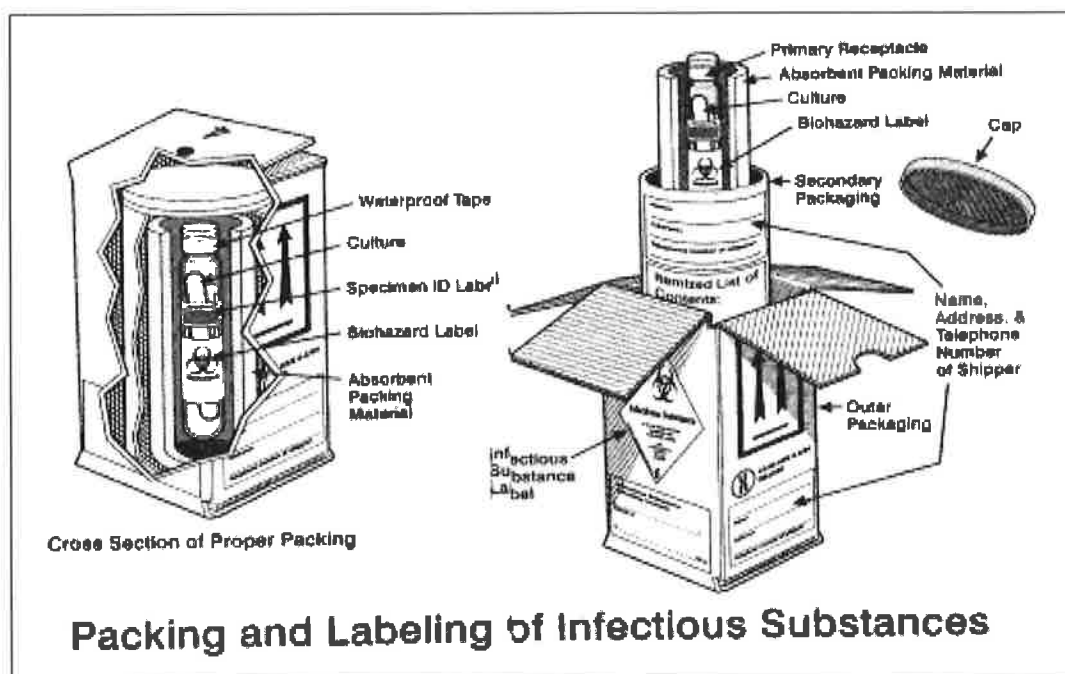 Waterproof Tape
Culture
Specimen ID Label
Biohazard Label
Absorbent
Packing
Material
Cross Section of Proper Packing
Primary Receptacle
Absorbent Packing Material
Culture
Biohazard Label
Cap
Secondary
Packaging
Itemized List of
Contents:
Name,
Address, &
Telephone
Number
of Shipper
Outer
Packaging
Infectious
Substance
Label
Packing and Labeling of Infectious Substances